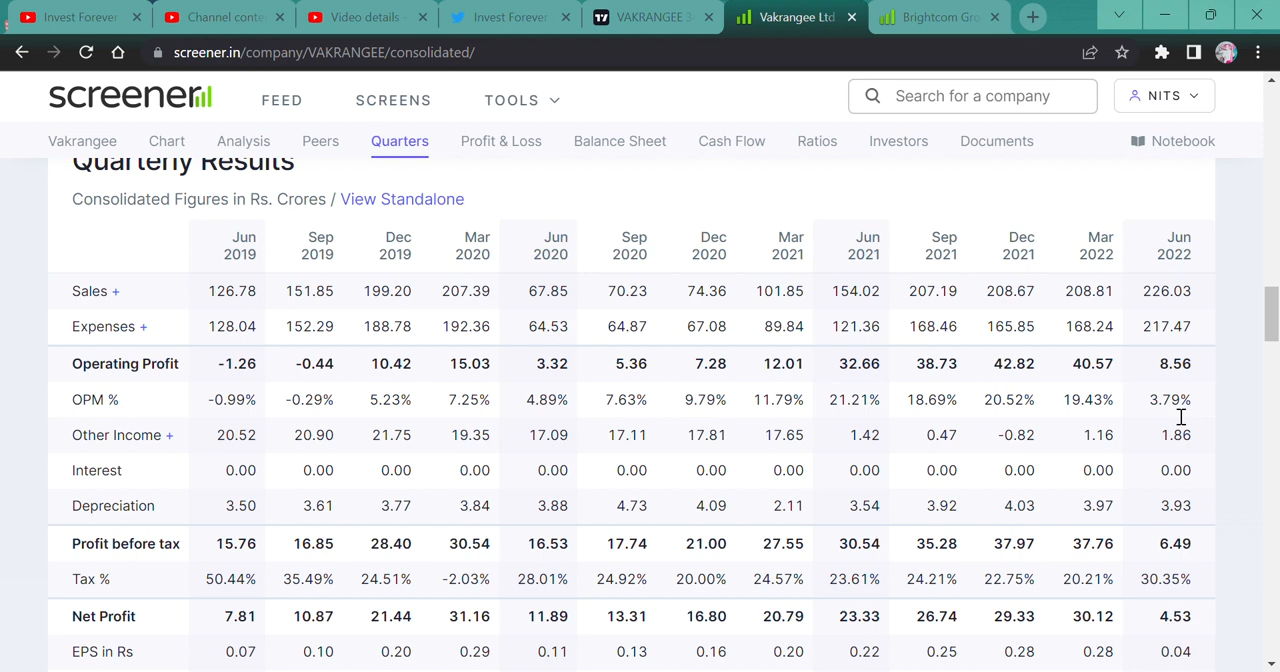 Invest Forever
Channel conte
Video details -
Invest Forever
VAKRANGEE 3
Vakrangee Ltd
Brightcom Gro
screener.in/company/VAKRANGEE/consolidated/
screener
FEED
SCREENS
TOOLS
Search for a company
NITS
Vakrangee
Chart
Analysis
Peers
Quarters
Profit & Loss
Balance Sheet
Cash Flow
Ratios
Investors
Documents
Notebook
Quarterly Results
Consolidated Figures in Rs. Crores / View Standalone
Jun 2019 Sep 2019 Dec 2019 Mar 2020 Jun 2020 Sep 2020 Dec 2020 Mar 2021 Jun 2021 Sep 2021 Dec 2021 Mar 2022 Jun 2022
Sales + 126.78 151.85 199.20 207.39 67.85 70.23 74.36 101.85 154.02 207.19 208.67 208.81 226.03
Expenses + 128.04 152.29 188.78 192.36 64.53 64.87 67.08 89.84 121.36 168.46 165.85 168.24 217.47
Operating Profit -1.26 -0.44 10.42 15.03 3.32 5.36 7.28 12.01 32.66 38.73 42.82 40.57 8.56
OPM % -0.99% -0.29% 5.23% 7.25% 4.89% 7.63% 9.79% 11.79% 21.21% 18.69% 20.52% 19.43% 3.79%
Other Income + 20.52 20.90 21.75 19.35 17.09 17.11 17.81 17.65 1.42 0.47 -0.82 1.16 1.86
Interest 0.00 0.00 0.00 0.00 0.00 0.00 0.00 0.00 0.00 0.00 0.00 0.00 0.00
Depreciation 3.50 3.61 3.77 3.84 3.88 4.73 4.09 2.11 3.54 3.92 4.03 3.97 3.93
Profit before tax 15.76 16.85 28.40 30.54 16.53 17.74 21.00 27.55 30.54 35.28 37.97 37.76 6.49
Tax % 50.44% 35.49% 24.51% -2.03% 28.01% 24.92% 20.00% 24.57% 23.61% 24.21% 22.75% 20.21% 30.35%
Net Profit 7.81 10.87 21.44 31.16 11.89 13.31 16.80 20.79 23.33 26.74 29.33 30.12 4.53
EPS in Rs 0.07 0.10 0.20 0.29 0.11 0.13 0.16 0.20 0.22 0.25 0.28 0.28 0.04